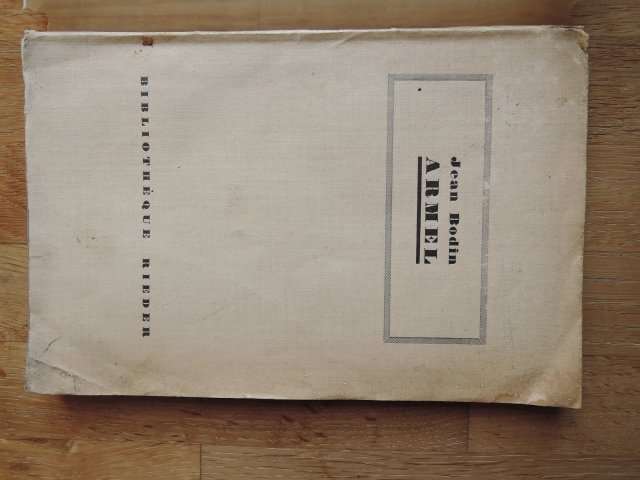 Jean Bodin
ARMEL
BIBLIOTHÈQUE RIEDER